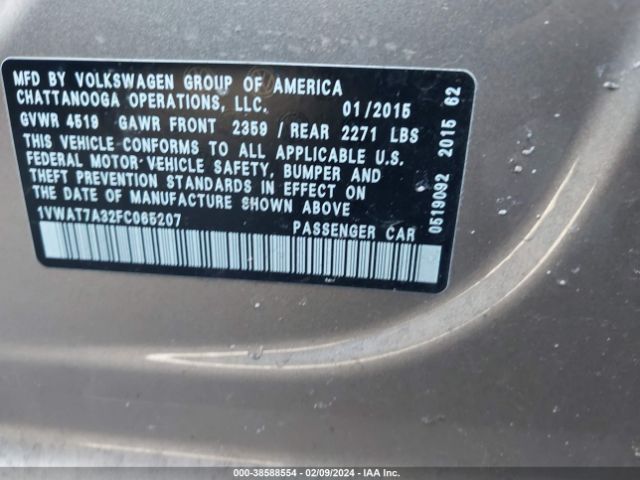 MFD BY VOLKSWAGEN GROUP OF AMERICA
CHATTANOOGA OPERATIONS, LLC. 01/2015
GVWR 4519 GAWR FRONT 2359 / REAR 2271 LBS
THIS VEHICLE CONFORMS TO ALL APPLICABLE U.S.
FEDERAL MOTOR VEHICLE SAFETY, BUMPER AND
THEFT PREVENTION STANDARDS IN EFFECT ON
THE DATE OF MANUFACTURE SHOWN ABOVE.
1VWAT7A32FC065207 PASSENGER CAR
0519092 2015 62
000-38588554 - 02/09/2024 - IAA Inc.